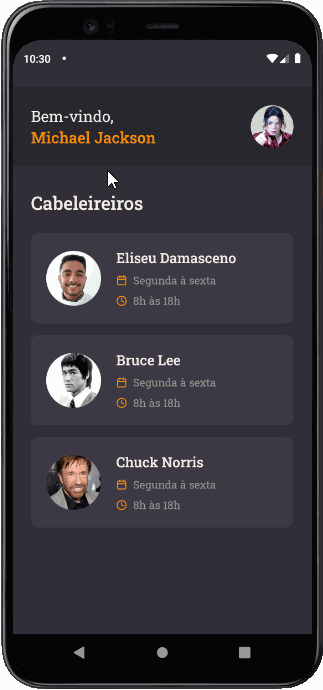 10:30
Bem-vindo,
Michael Jackson
Cabeleireiros
Eliseu Damasceno
Segunda à sexta
8h às 18h
Bruce Lee
Segunda à sexta
8h às 18h
Chuck Norris
Segunda à sexta
8h às 18h